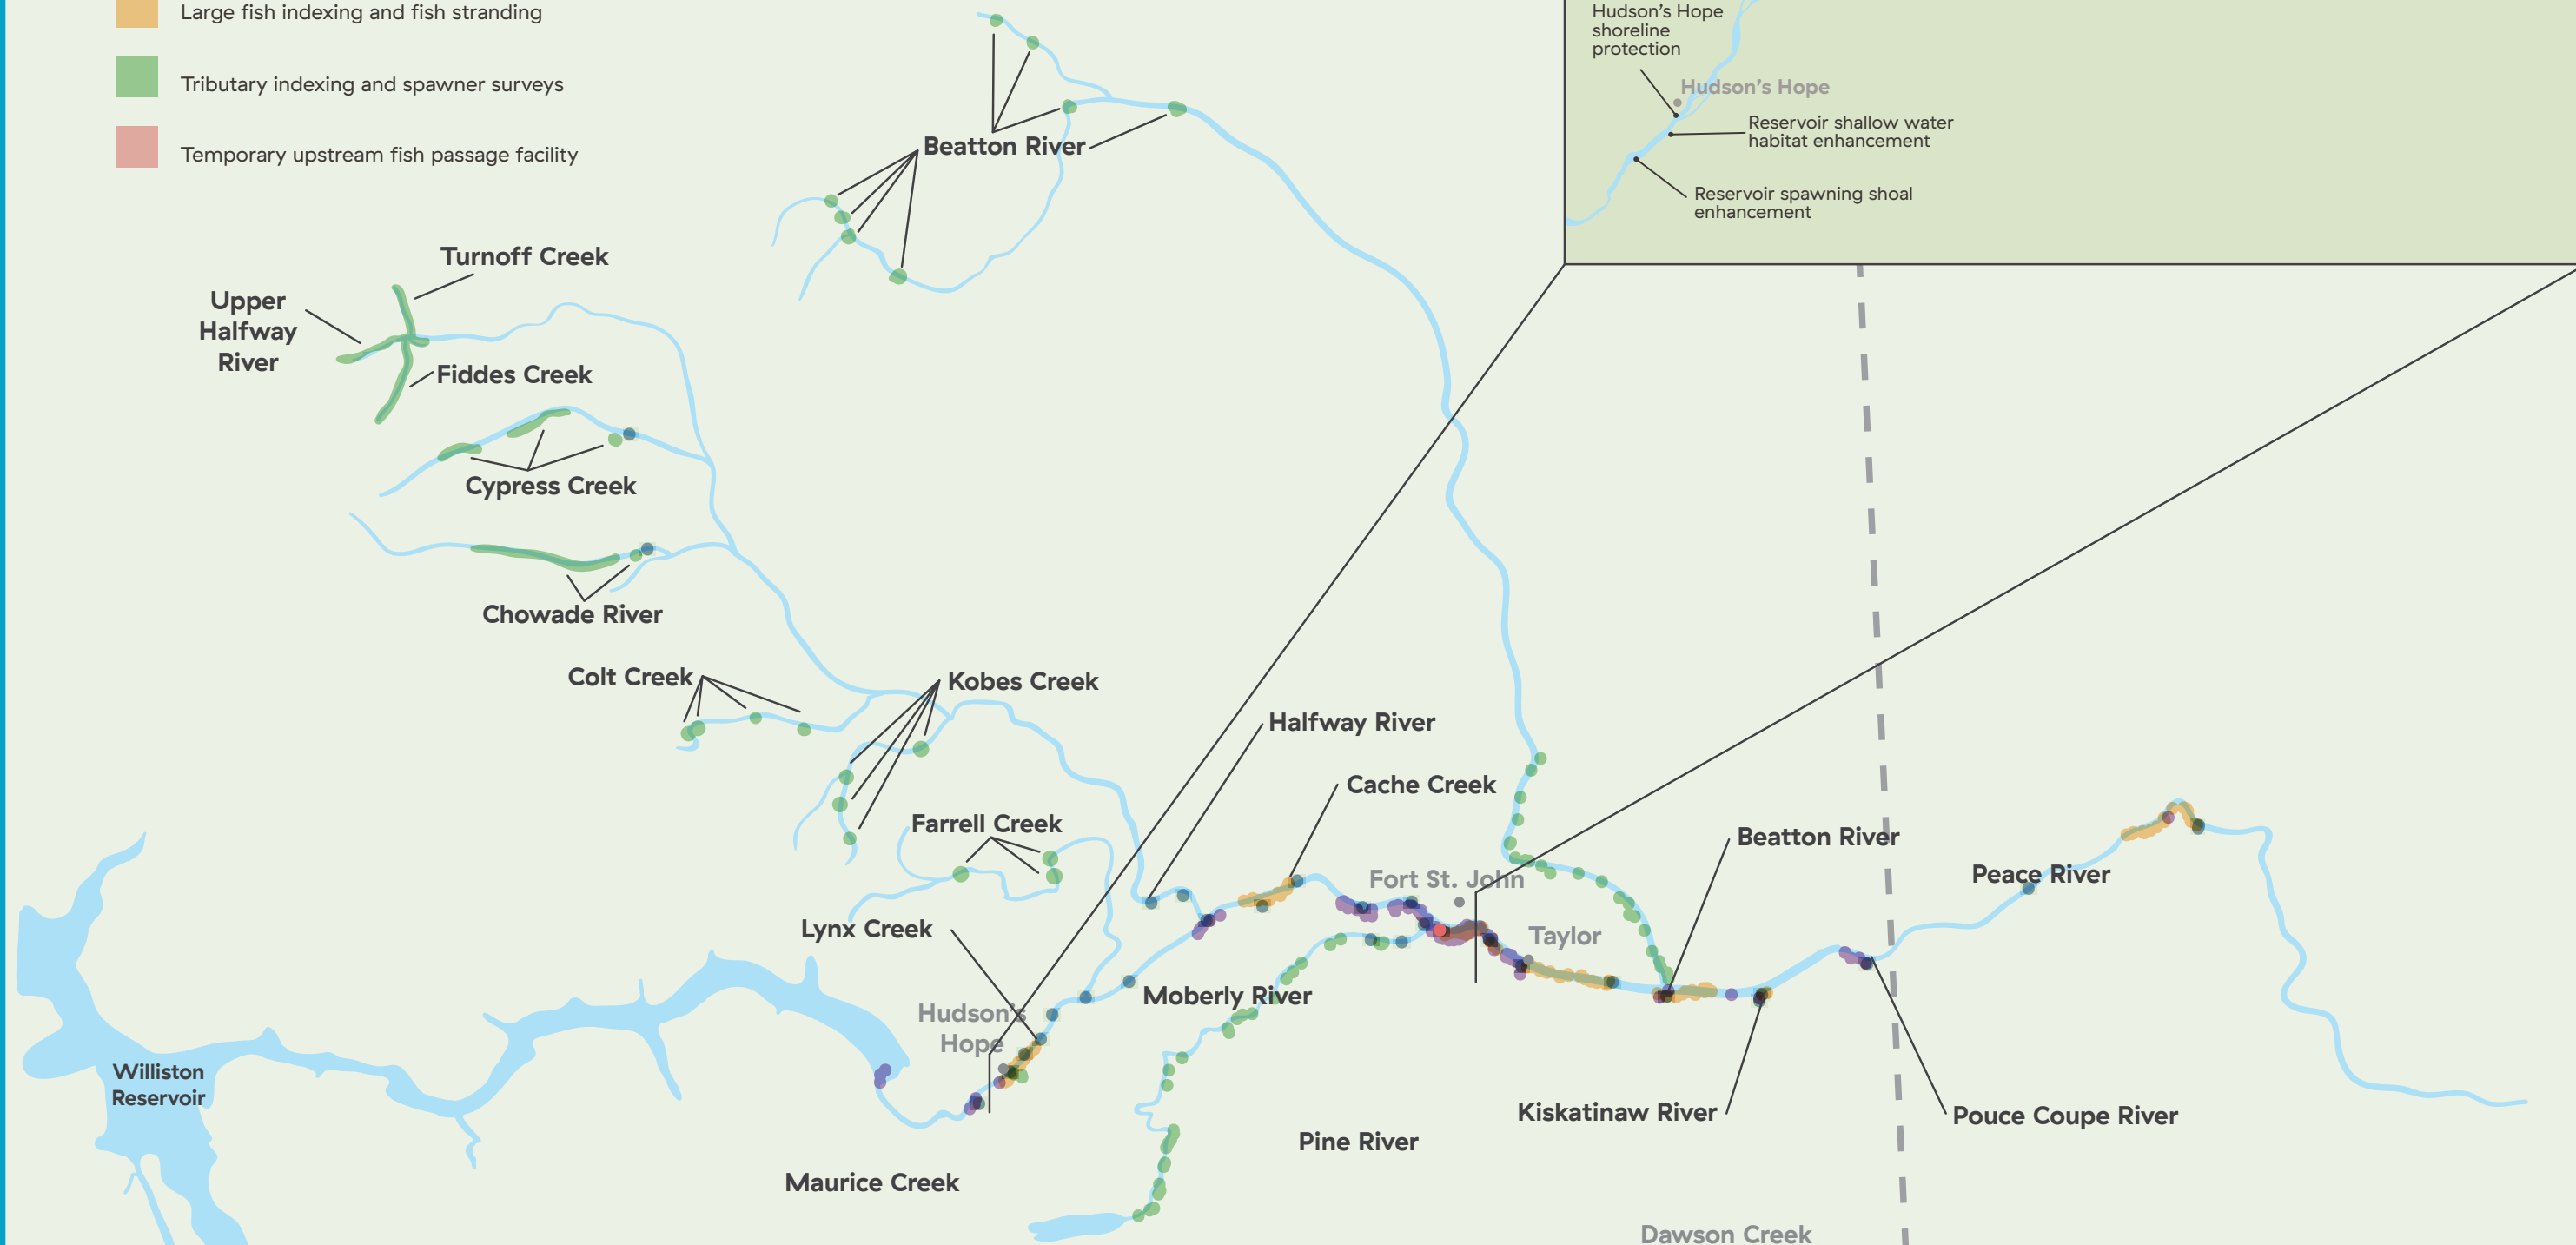 Large fish indexing and fish stranding
Tributary indexing and spawner surveys
Temporary upstream fish passage facility
Hudson's Hope
shoreline
protection
Hudson's Hope
Reservoir shallow water
habitat enhancement
Reservoir spawning shoal
enhancement
Beatton River
Turnoff Creek
Upper
Halfway
River
Fiddes Creek
Cypress Creek
Chowade River
Colt Creek
Kobes Creek
Halfway River
Cache Creek
Farrell Creek
Beatton River
Fort St. John
Peace River
Lynx Creek
Taylor
Moberly River
Hudson's
Hope
Williston
Reservoir
Kiskatinaw River
Pouce Coupe River
Pine River
Maurice Creek
Dawson Creek